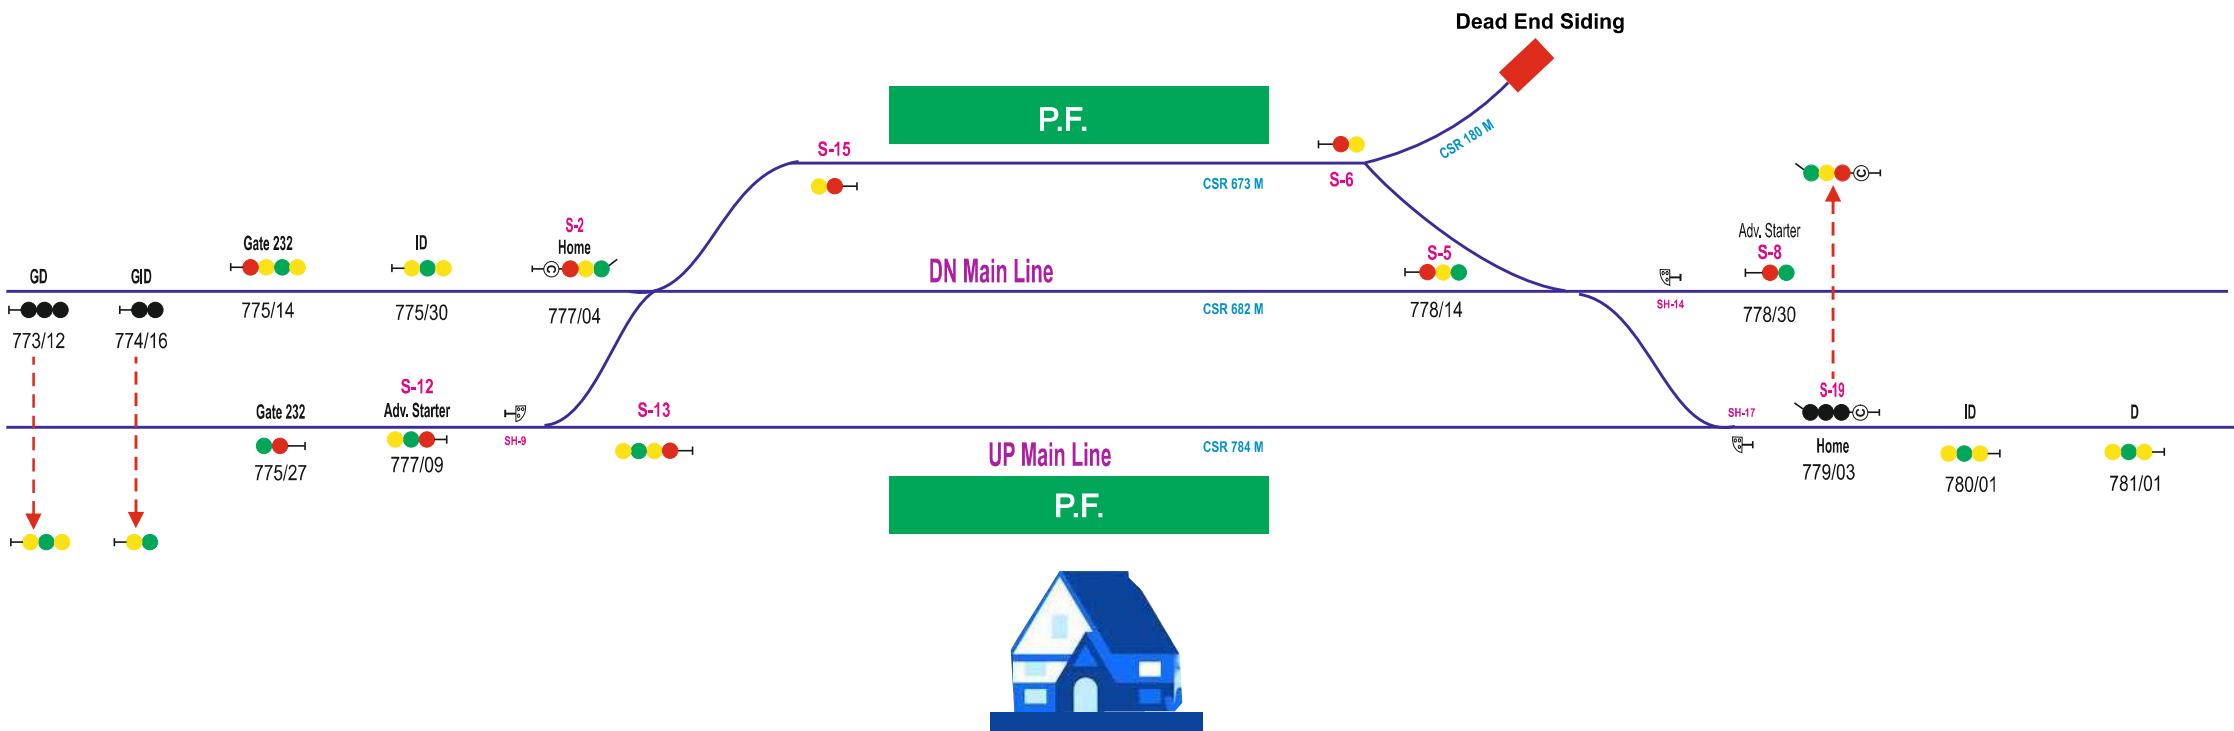 Dead End Siding
P.F.
CSR 180 M
S-15
CSR 673 M
S-6
S-2
Home
Gate 232
ID
GD
GID
C
DN Main Line
S-5
Adv. Starter
S-8
C
773/12
774/16
775/14
775/30
777/04
CSR 682 M
778/14
SH-14
778/30
S-12
Adv. Starter
Gate 232
SH-9
S-13
UP Main Line
CSR 784 M
SH-17
S-19
C
Home
ID
D
775/27
777/09
779/03
780/01
781/01
P.F.